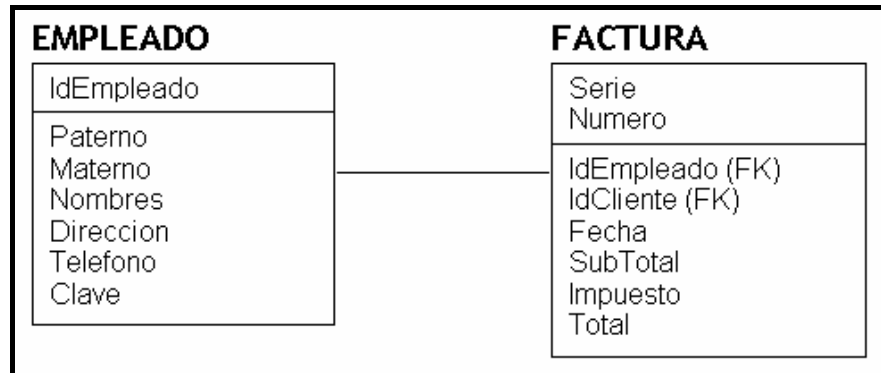 EMPLEADO
IdEmpleado
Paterno
Materno
Nombres
Direccion
Telefono
Clave
FACTURA
Serie
Numero
IdEmpleado (FK)
IdCliente (FK)
Fecha
SubTotal
Impuesto
Total